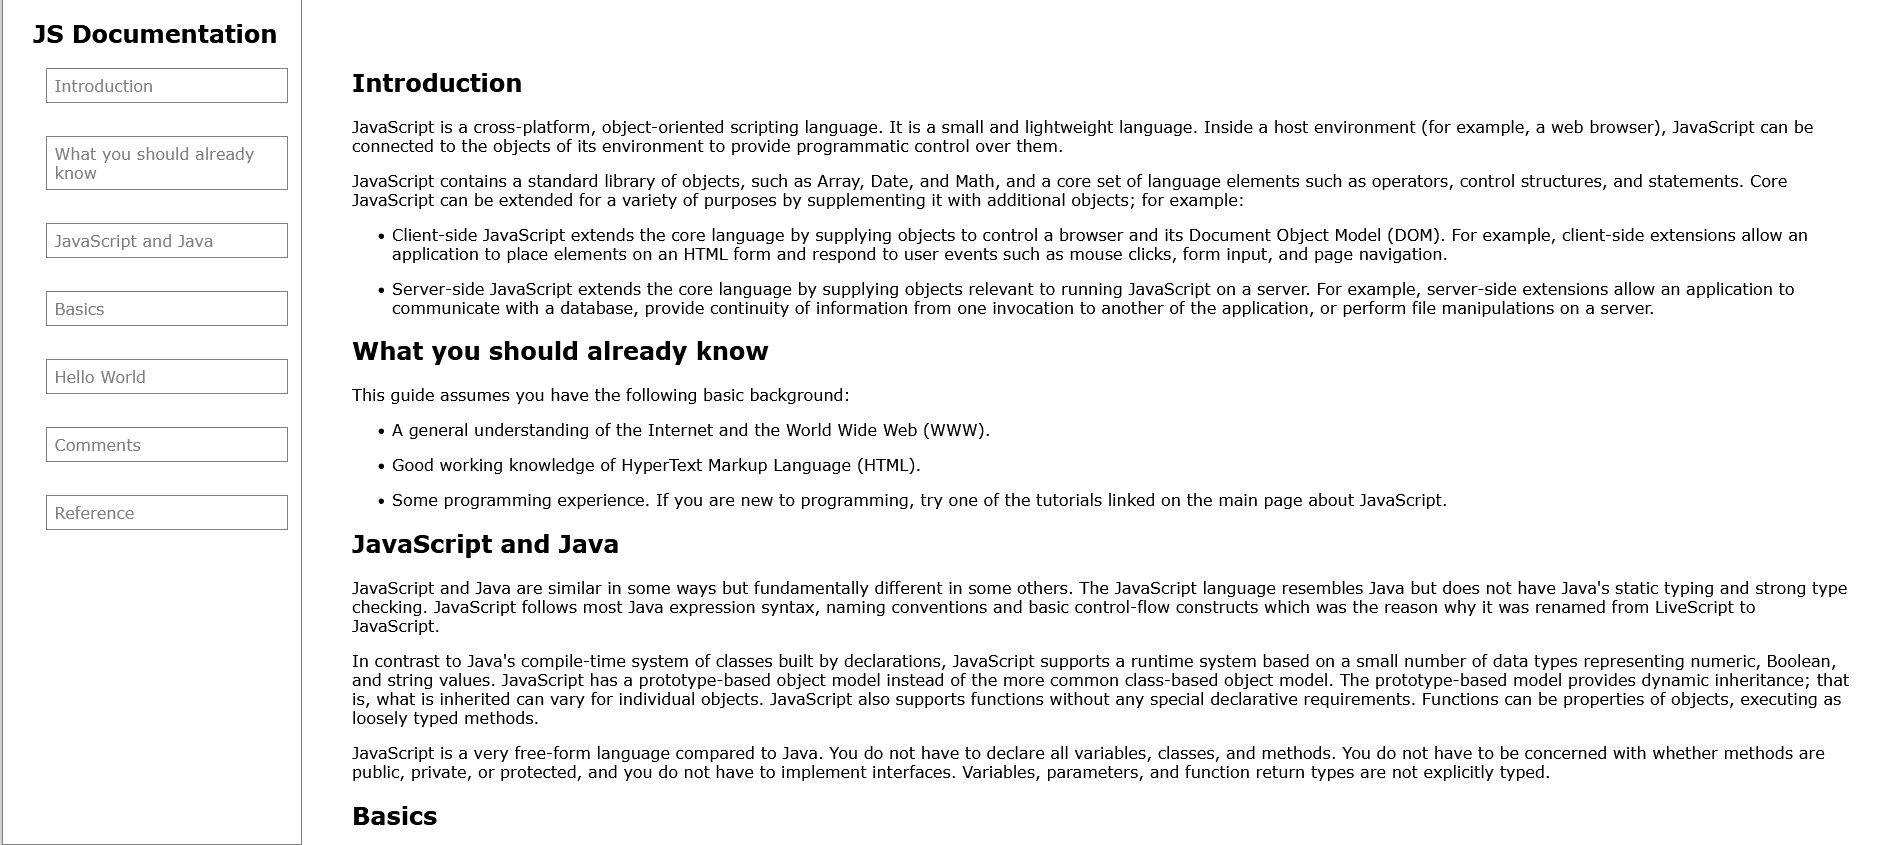 JS Documentation
Introduction
What you should already
know
JavaScript and Java
Basics
Hello World
Comments
Reference
Introduction
JavaScript is a cross-platform, object-oriented scripting language. It is a small and lightweight language. Inside a host environment (for example, a web browser), JavaScript can be
connected to the objects of its environment to provide programmatic control over them.
JavaScript contains a standard library of objects, such as Array, Date, and Math, and a core set of language elements such as operators, control structures, and statements. Core
JavaScript can be extended for a variety of purposes by supplementing it with additional objects; for example:
• Client-side JavaScript extends the core language by supplying objects to control a browser and its Document Object Model (DOM). For example, client-side extensions allow an
application to place elements on an HTML form and respond to user events such as mouse clicks, form input, and page navigation.
• Server-side JavaScript extends the core language by supplying objects relevant to running JavaScript on a server. For example, server-side extensions allow an application to
communicate with a database, provide continuity of information from one invocation to another of the application, or perform file manipulations on a server.
What you should already know
This guide assumes you have the following basic background:
• A general understanding of the Internet and the World Wide Web (WWW).
• Good working knowledge of HyperText Markup Language (HTML).
• Some programming experience. If you are new to programming, try one of the tutorials linked on the main page about JavaScript.
JavaScript and Java
JavaScript and Java are similar in some ways but fundamentally different in some others. The JavaScript language resembles Java but does not have Java's static typing and strong type
checking. JavaScript follows most Java expression syntax, naming conventions and basic control-flow constructs which was the reason why it was renamed from LiveScript to
JavaScript.
In contrast to Java's compile-time system of classes built by declarations, JavaScript supports a runtime system based on a small number of data types representing numeric, Boolean,
and string values. JavaScript has a prototype-based object model instead of the more common class-based object model. The prototype-based model provides dynamic inheritance; that
is, what is inherited can vary for individual objects. JavaScript also supports functions without any special declarative requirements. Functions can be properties of objects, executing as
loosely typed methods.
JavaScript is a very free-form language compared to Java. You do not have to declare all variables, classes, and methods. You do not have to be concerned with whether methods are
public, private, or protected, and you do not have to implement interfaces. Variables, parameters, and function return types are not explicitly typed.
Basics